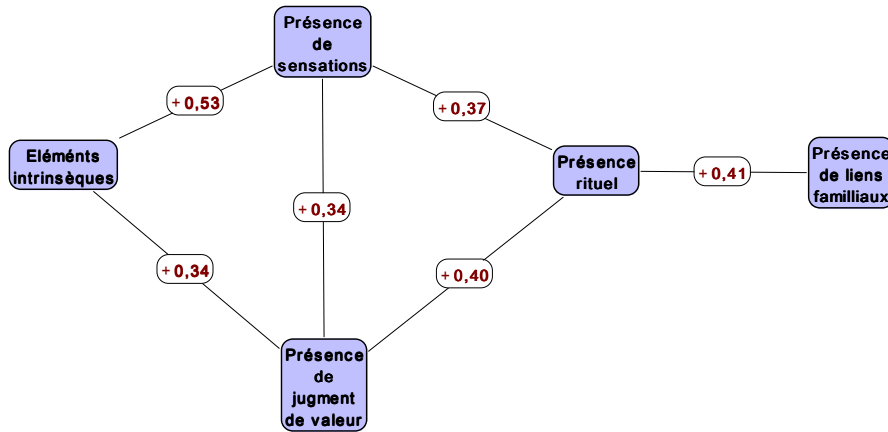 Présence
de
sensations
+ 0,53
+ 0,37
Eléménts
intrinsèques
Présence
rituel
+ 0,41
Présence
de liens
familliaux
+ 0,34
+ 0,34
+ 0,40
Présence
de
jugment
de valeur